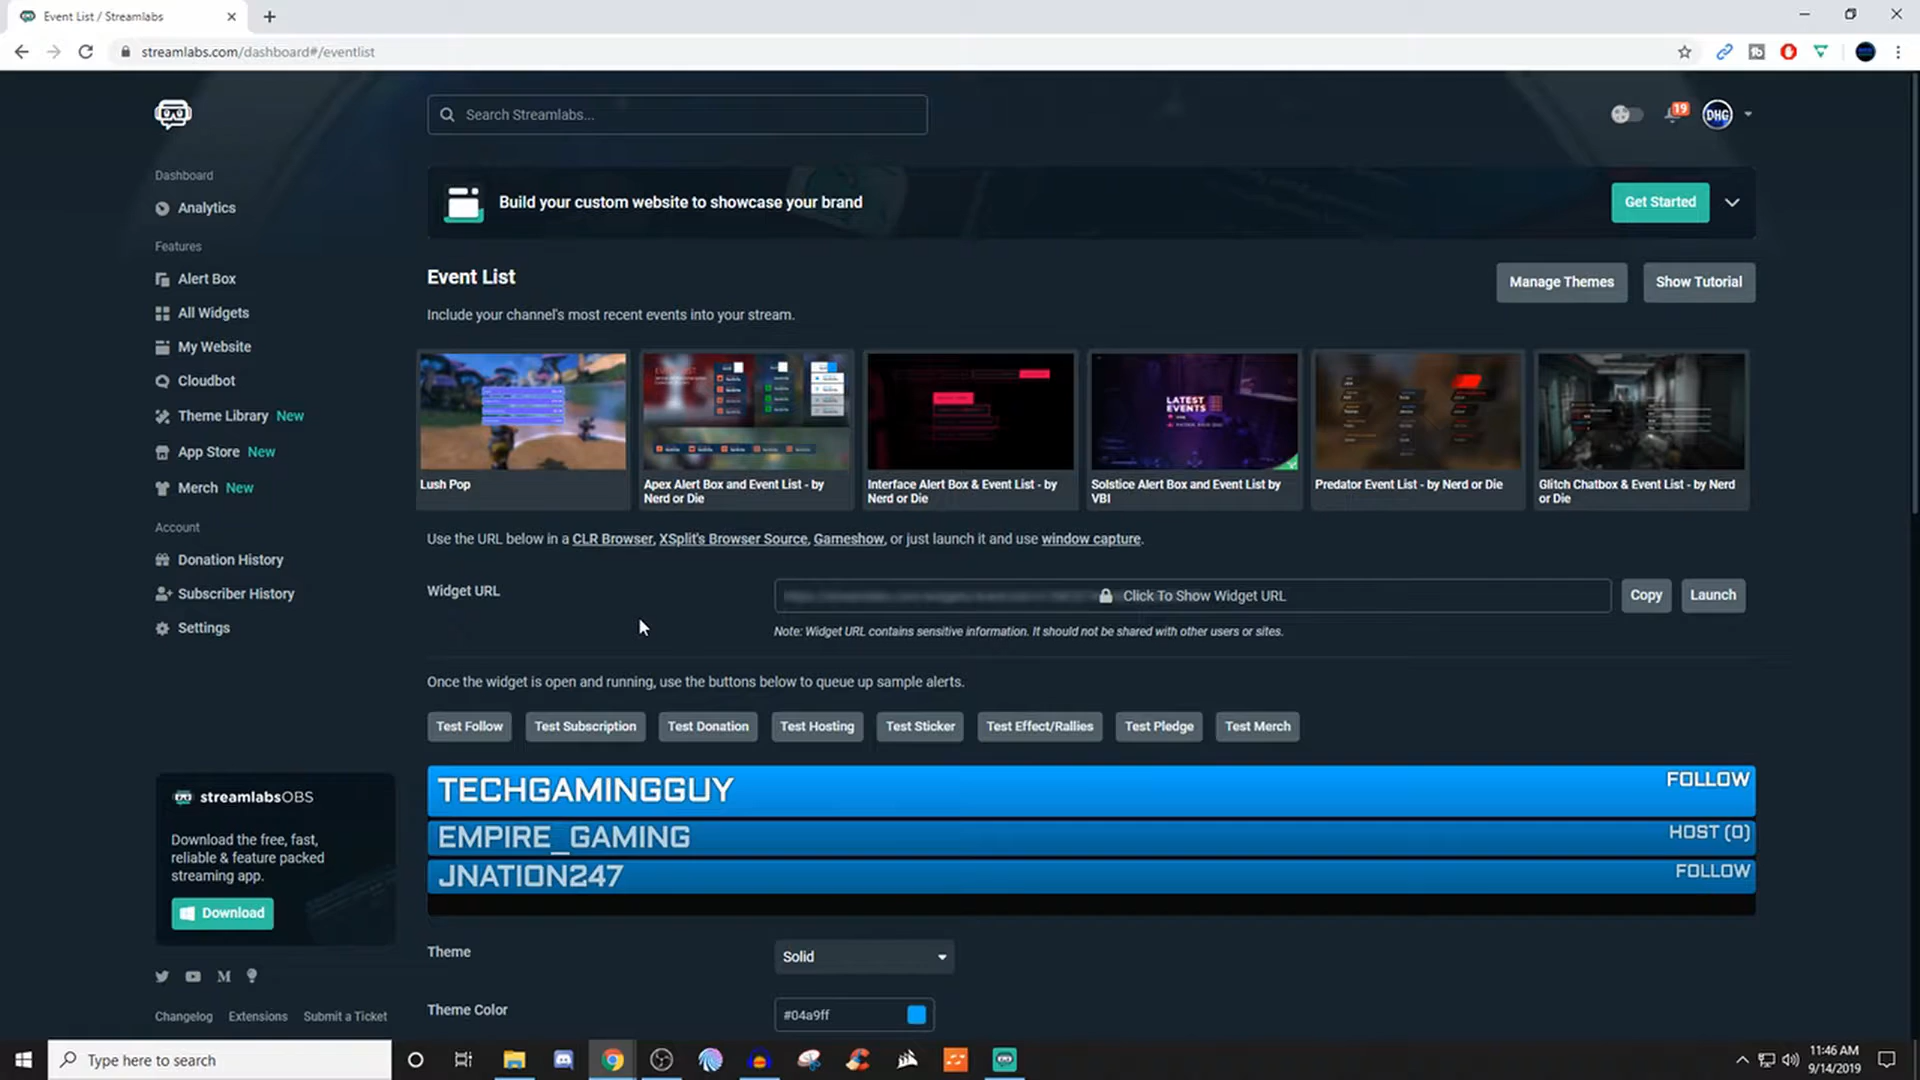 Event List / Streamlabs
streamlabs.com/dashboard#/eventlist
Search Streamlabs...
19
DHG
Dashboard
Analytics
Features
Alert Box
All Widgets
My Website
Cloudbot
Theme Library New
App Store New
Merch New
Account
Donation History
Subscriber History
Settings
Build your custom website to showcase your brand
Get Started
Event List
Manage Themes
Show Tutorial
Include your channel's most recent events into your stream.
LATEST
EVENTS
Lush Pop
Apex Alert Box and Event List - by
Nerd or Die
Interface Alert Box & Event List - by
Nerd or Die
Solstice Alert Box and Event List by
VBI
Predator Event List - by Nerd or Die
Glitch Chatbox & Event List - by Nerd
or Die
Use the URL below in a CLR Browser, XSplit's Browser Source, Gameshow, or just launch it and use window capture.
Widget URL
Click To Show Widget URL
Copy
Launch
Note: Widget URL contains sensitive information. It should not be shared with other users or sites.
Once the widget is open and running, use the buttons below to queue up sample alerts.
Test Follow
Test Subscription
Test Donation
Test Hosting
Test Sticker
Test Effect/Rallies
Test Pledge
Test Merch
TECHGAMINGGUY FOLLOW
EMPIRE_GAMING HOST (0)
JNATION247 FOLLOW
streamlabsOBS
Download the free, fast,
reliable & feature packed
streaming app.
Download
Theme
Solid
Theme Color
#04a9ff
Changelog
Extensions
Submit a Ticket
Type here to search
11:46 AM
9/14/2019